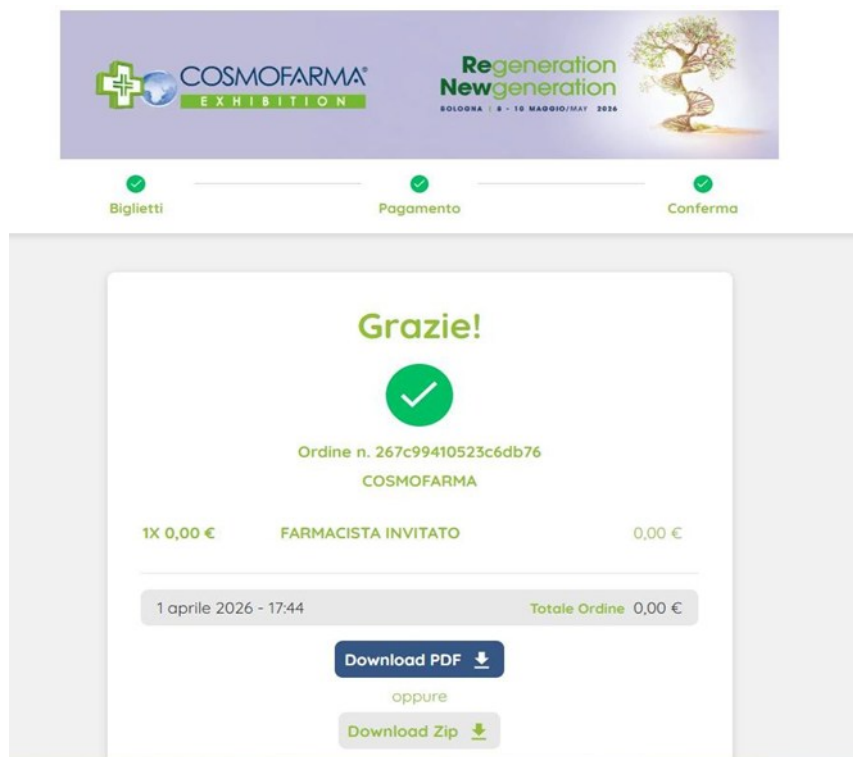 COSMOFARMA®
EXHIBITION
Regeneration
Newgeneration
BOLOGNA | 8 - 10 MAGGIO/MAY 2026
Biglietti
Pagamento
Conferma
Grazie!
Ordine n. 267c99410523c6db76
COSMOFARMA
1X 0,00 € FARMACISTA INVITATO 0,00 €
1 aprile 2026 - 17:44 Totale Ordine 0,00 €
Download PDF
oppure
Download Zip